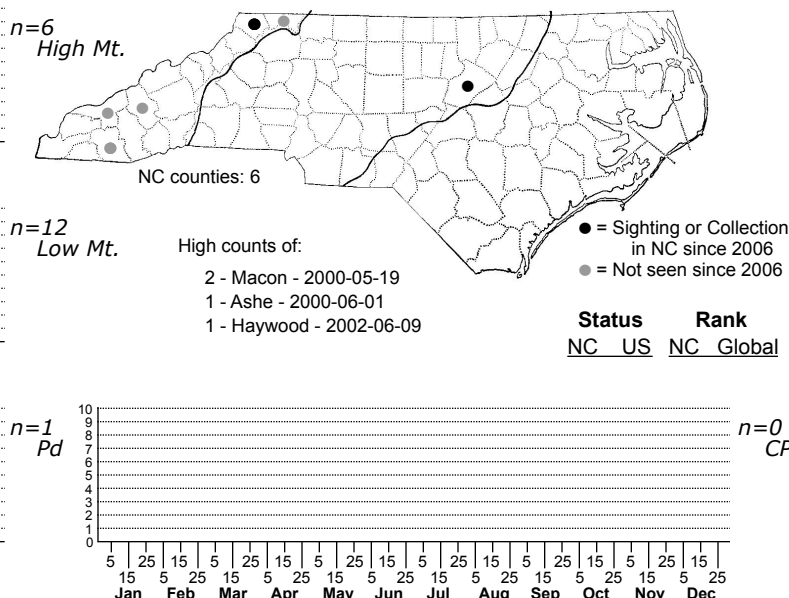 n=6
High Mt.
NC counties: 6
n=12
Low Mt.
High counts of:
2 - Macon - 2000-05-19
1 - Ashe - 2000-06-01
1 - Haywood - 2002-06-09
● = Sighting or Collection
in NC since 2006
● = Not seen since 2006
Status Rank
NC US NC Global
n=1
Pd
10
9
8
7
6
5
4
3
2
1
0
n=0
CP
5 25 15 5 25 15 5 25 15 5 25 15 5 25 15 5 25 15
15 5 25 15 5 25 15 5 25 15 5 25 15 5 25 15 5 25
Jan Feb Mar Apr May Jun Jul Aug Sep Oct Nov Dec